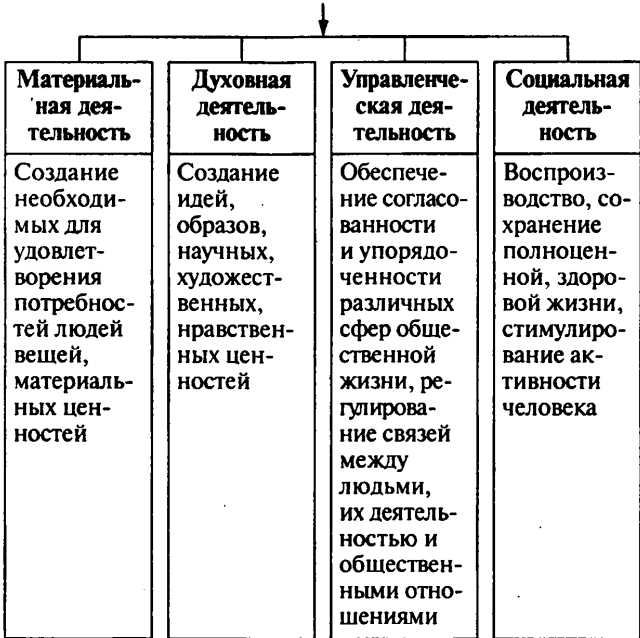 Материаль-
ная дея-
тельность
Создание
необходи-
мых для
удовлет-
ворения
потребнос-
тей людей
вещей,
материаль-
ных цен-
ностей
Духовная
деятель-
ность
Создание
идей,
образов,
научных,
художест-
венных,
нравствен-
ных цен-
ностей
Управленче-
ская дея-
тельность
Обеспече-
ние согласо-
ванности
и упорядо-
ченности
различных
сфер обще-
ственной
жизни, ре-
гулирова-
ние связей
между
людьми,
их деятель-
ностью и
обществен-
ными отно-
шениями
Социальная
деятель-
ность
Воспроиз-
водство, со-
хранение
полноцен-
ной, здоро-
вой жизни,
стимулиро-
вание ак-
тивности
человека